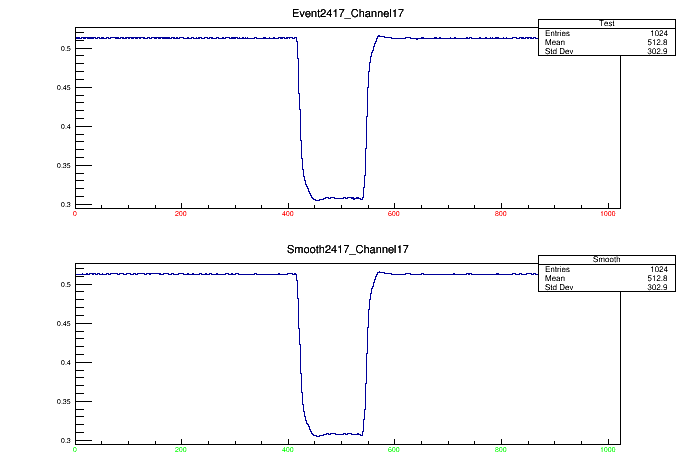 Event2417_Channel17
Test
Entries 1024
Mean 512.8
Std Dev 302.9
0.5
0.45
0.4
0.35
0.3
0 200 400 600 800 1000
Smooth2417_Channel17
Smooth
Entries 1024
Mean 512.8
Std Dev 302.9
0.5
0.45
0.4
0.35
0.3
0 200 400 600 800 1000